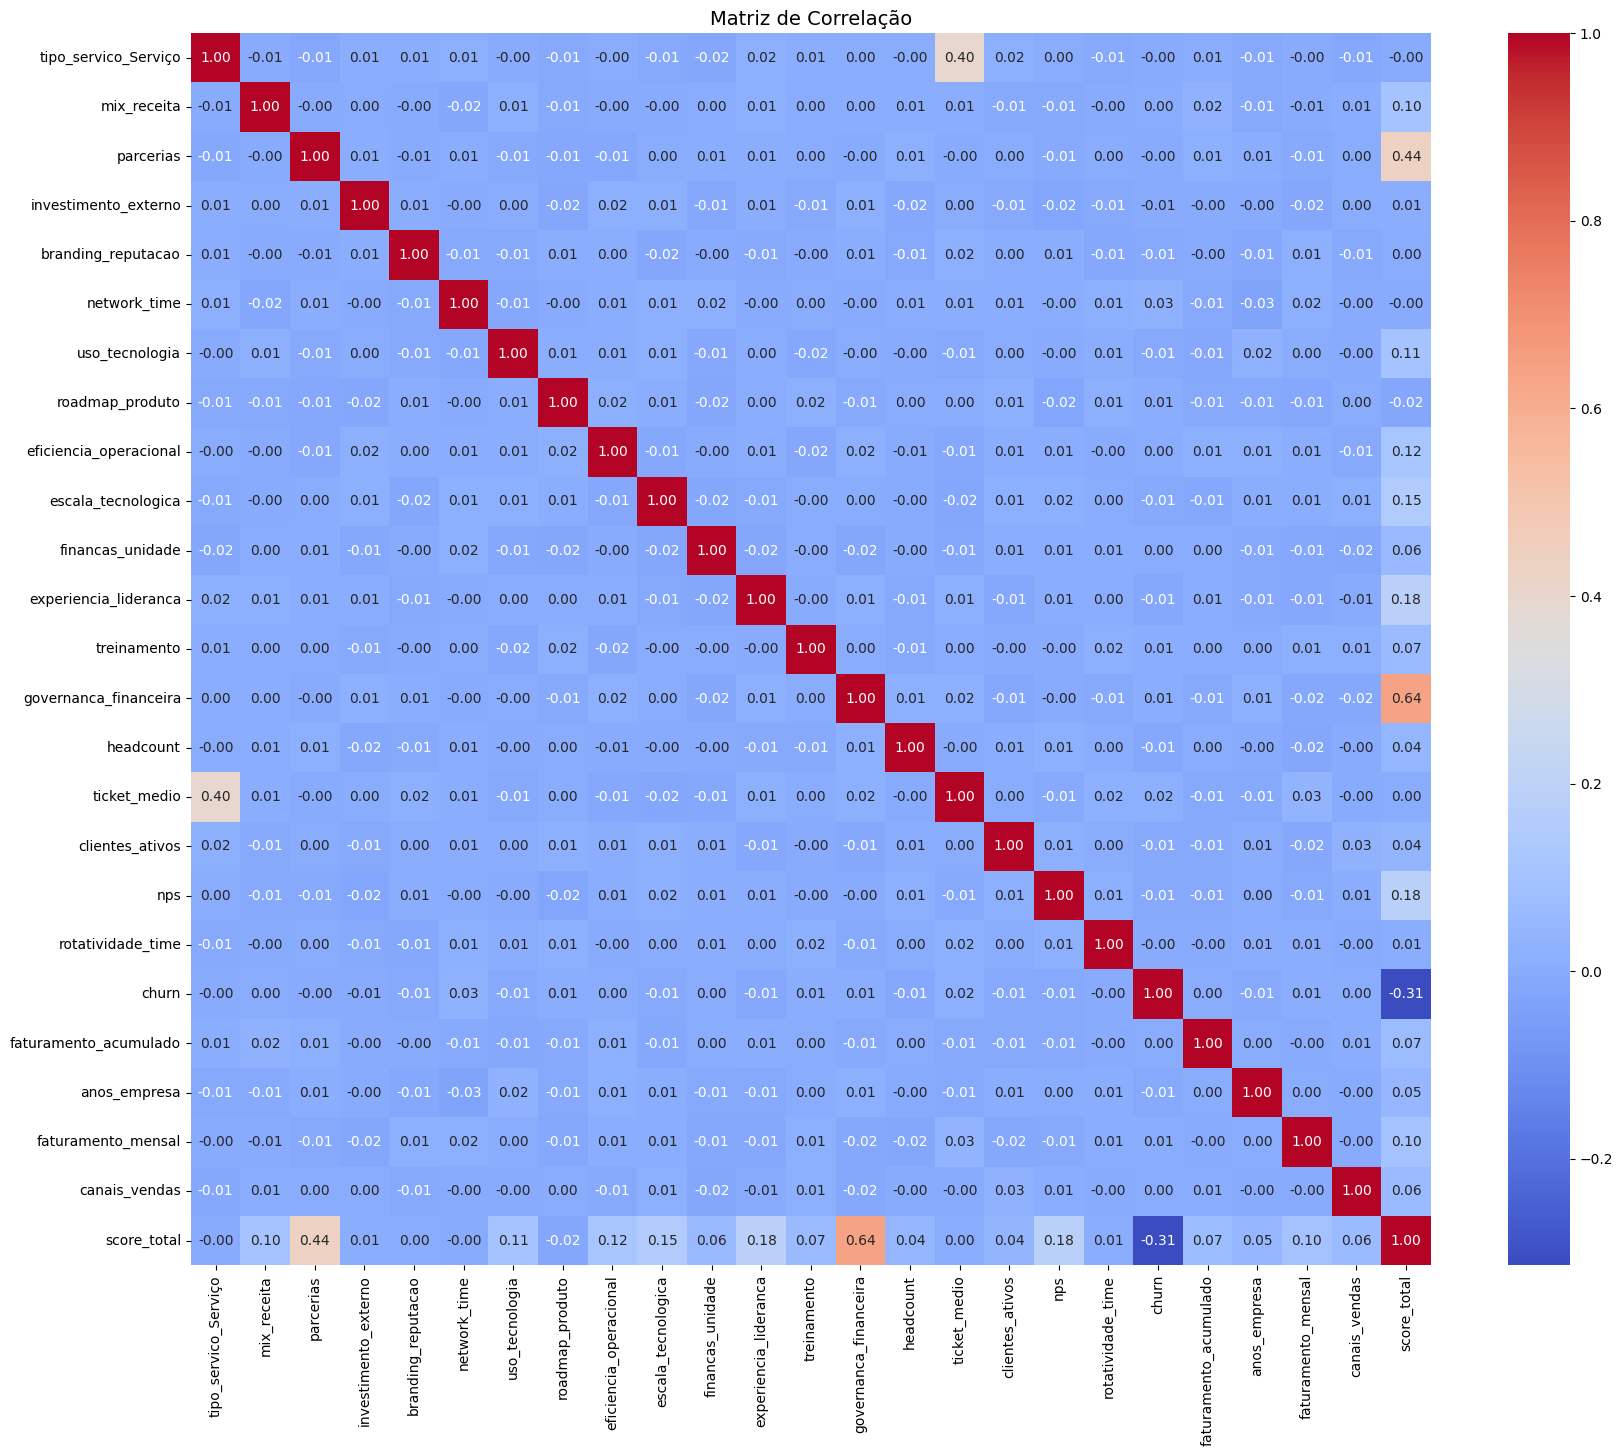 Matriz de Correlação
tipo_servico_Serviço 1.00 -0.01 -0.01 0.01 0.01 0.01 -0.00 -0.01 -0.00 -0.01 -0.02 0.02 0.01 0.00 -0.00 0.40 0.02 0.00 -0.01 -0.00 0.01 -0.01 -0.00 -0.01 -0.00
mix_receita -0.01 1.00 -0.00 0.00 -0.00 -0.02 0.01 -0.01 -0.00 -0.00 0.00 0.01 0.00 0.00 0.01 0.01 -0.01 -0.01 -0.00 0.00 0.02 -0.01 -0.01 0.01 0.10
parcerias -0.01 -0.00 1.00 0.01 -0.01 0.01 -0.01 -0.01 -0.01 0.00 0.01 0.01 0.00 -0.00 0.01 -0.00 0.00 -0.01 0.00 -0.00 0.01 0.01 -0.01 0.00 0.44
investimento_externo 0.01 0.00 0.01 1.00 0.01 -0.00 0.00 -0.02 0.02 0.01 -0.01 0.01 -0.01 0.01 -0.02 0.00 -0.01 -0.02 -0.01 -0.01 -0.00 -0.00 -0.02 0.00 0.01
branding_reputacao 0.01 -0.00 -0.01 0.01 1.00 -0.01 -0.01 0.01 0.00 -0.02 -0.00 -0.01 -0.00 0.01 -0.01 0.02 0.00 0.01 -0.01 -0.01 -0.00 -0.01 0.01 -0.01 0.00
network_time 0.01 -0.02 0.01 -0.00 -0.01 1.00 -0.01 -0.00 0.01 0.01 0.02 -0.00 0.00 -0.00 0.01 0.01 0.01 -0.00 0.01 0.03 -0.01 -0.03 0.02 -0.00 -0.00
uso_tecnologia -0.00 0.01 -0.01 0.00 -0.01 -0.01 1.00 0.01 0.01 0.01 -0.01 0.00 -0.02 -0.00 -0.00 -0.01 0.00 -0.00 0.01 -0.01 -0.01 0.02 0.00 -0.00 0.11
roadmap_produto -0.01 -0.01 -0.01 -0.02 0.01 -0.00 0.01 1.00 0.02 0.01 -0.02 0.00 0.02 -0.01 0.00 0.00 0.01 -0.02 0.01 0.01 -0.01 -0.01 -0.01 0.00 -0.02
eficiencia_operacional -0.00 -0.00 -0.01 0.02 0.00 0.01 0.01 0.02 1.00 -0.01 -0.00 0.01 -0.02 0.02 -0.01 -0.01 0.01 0.01 -0.00 0.00 0.01 0.01 0.01 -0.01 0.12
escala_tecnologica -0.01 -0.00 0.00 0.01 -0.02 0.01 0.01 0.01 -0.01 1.00 -0.02 -0.01 -0.00 0.00 -0.00 -0.02 0.01 0.02 0.00 -0.01 -0.01 0.01 0.01 0.01 0.15
financas_unidade -0.02 0.00 0.01 -0.01 -0.00 0.02 -0.01 -0.02 -0.00 -0.02 1.00 -0.02 -0.00 -0.02 -0.00 -0.01 0.01 0.01 0.01 0.00 0.00 -0.01 -0.01 -0.02 0.06
experiencia_lideranca 0.02 0.01 0.01 0.01 -0.01 -0.00 0.00 0.00 0.01 -0.01 -0.02 1.00 -0.00 0.01 -0.01 0.01 -0.01 0.01 0.00 -0.01 0.01 -0.01 -0.01 -0.01 0.18
treinamento 0.01 0.00 0.00 -0.01 -0.00 0.00 -0.02 0.02 -0.02 -0.00 -0.00 -0.00 1.00 0.00 -0.01 0.00 -0.00 -0.00 0.02 0.01 0.00 -0.00 0.01 0.01 0.07
governanca_financeira 0.00 0.00 -0.00 0.01 0.01 -0.00 -0.00 -0.01 0.02 0.00 -0.02 0.01 0.00 1.00 0.01 0.02 -0.01 -0.00 -0.01 0.01 -0.01 0.01 -0.02 -0.02 0.64
headcount -0.00 0.01 0.01 -0.02 -0.01 0.01 -0.00 0.00 -0.01 -0.00 -0.00 -0.01 -0.01 0.01 1.00 -0.00 0.01 0.01 0.00 -0.01 0.00 -0.00 -0.02 -0.00 0.04
ticket_medio 0.40 0.01 -0.00 0.00 0.02 0.01 -0.01 0.00 -0.01 -0.02 -0.01 0.01 0.00 0.02 -0.00 1.00 0.00 -0.01 0.02 0.02 -0.01 -0.01 0.03 -0.00 0.00
clientes_ativos 0.02 -0.01 0.00 -0.01 0.00 0.01 0.00 0.01 0.01 0.01 0.01 -0.01 -0.00 -0.01 0.01 0.00 1.00 0.01 0.00 -0.01 -0.01 0.01 -0.02 0.03 0.04
nps 0.00 -0.01 -0.01 -0.02 0.01 -0.00 -0.00 -0.02 0.01 0.02 0.01 0.01 -0.00 -0.00 0.01 -0.01 0.01 1.00 0.01 -0.01 -0.01 0.00 -0.01 0.01 0.18
rotatividade_time -0.01 -0.00 0.00 -0.01 -0.01 0.01 0.01 0.01 -0.00 0.00 0.01 0.00 0.02 -0.01 0.00 0.02 0.00 0.01 1.00 -0.00 -0.00 0.01 0.01 -0.00 0.01
churn -0.00 0.00 -0.00 -0.01 -0.01 0.03 -0.01 0.01 0.00 -0.01 0.00 -0.01 0.01 0.01 -0.01 0.02 -0.01 -0.01 -0.00 1.00 0.00 -0.01 0.01 0.00 -0.31
faturamento_acumulado 0.01 0.02 0.01 -0.00 -0.00 -0.01 -0.01 -0.01 0.01 -0.01 0.00 0.01 0.00 -0.01 0.00 -0.01 -0.01 -0.01 -0.00 0.00 1.00 0.00 -0.00 0.01 0.07
anos_empresa -0.01 -0.01 0.01 -0.00 -0.01 -0.03 0.02 -0.01 0.01 0.01 -0.01 -0.01 -0.00 0.01 -0.00 -0.01 0.01 0.00 0.01 -0.01 0.00 1.00 0.00 -0.00 0.05
faturamento_mensal -0.00 -0.01 -0.01 -0.02 0.01 0.02 0.00 -0.01 0.01 0.01 -0.01 -0.01 0.01 -0.02 -0.02 0.03 -0.02 -0.01 0.01 0.01 -0.00 0.00 1.00 -0.00 0.10
canais_vendas -0.01 0.01 0.00 0.00 -0.01 -0.00 -0.00 0.00 -0.01 0.01 -0.02 -0.01 0.01 -0.02 -0.00 -0.00 0.03 0.01 -0.00 0.00 0.01 -0.00 -0.00 1.00 0.06
score_total -0.00 0.10 0.44 0.01 0.00 -0.00 0.11 -0.02 0.12 0.15 0.06 0.18 0.07 0.64 0.04 0.00 0.04 0.18 0.01 -0.31 0.07 0.05 0.10 0.06 1.00
tipo_servico_Serviço
mix_receita
parcerias
investimento_externo
branding_reputacao
network_time
uso_tecnologia
roadmap_produto
eficiencia_operacional
escala_tecnologica
financas_unidade
experiencia_lideranca
treinamento
governanca_financeira
headcount
ticket_medio
clientes_ativos
nps
rotatividade_time
churn
faturamento_acumulado
anos_empresa
faturamento_mensal
canais_vendas
score_total
1.0
0.8
0.6
0.4
0.2
0.0
−0.2